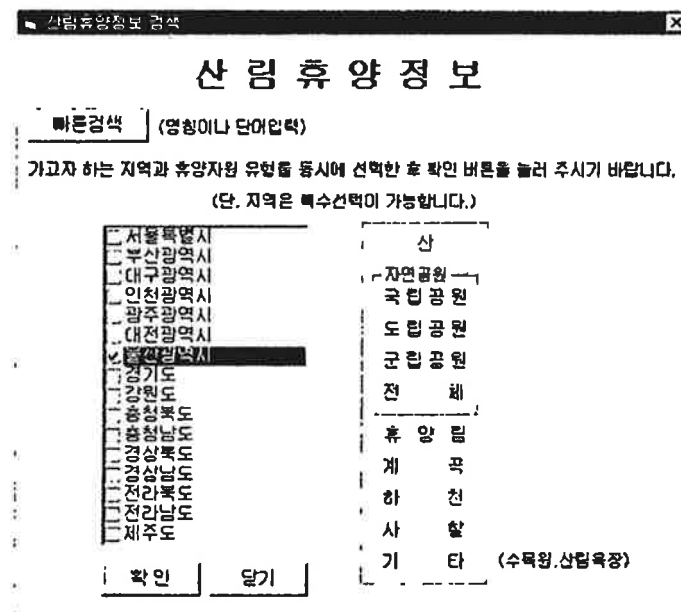 산림휴양정보 검색
산 림 휴 양 정 보
빠른검색 (명칭이나 단어입력)
가고자 하는 지역과 휴양자원 유형을 동시에 선택한 후 확인 버튼을 눌러 주시기 바랍니다.
(단, 지역은 복수선택이 가능합니다.)
서울특별시
부산광역시
대구광역시
인천광역시
광주광역시
대전광역시
울산광역시
경기도
강원도
충청북도
충청남도
경상북도
경상남도
전라북도
전라남도
제주도
산
자연공원
국 립 공 원
도 립 공 원
군 립 공 원
전 체
휴 양 림
계 곡
하 천
사 찰
기 타 (수목원,산림욕장)
확 인 닫기